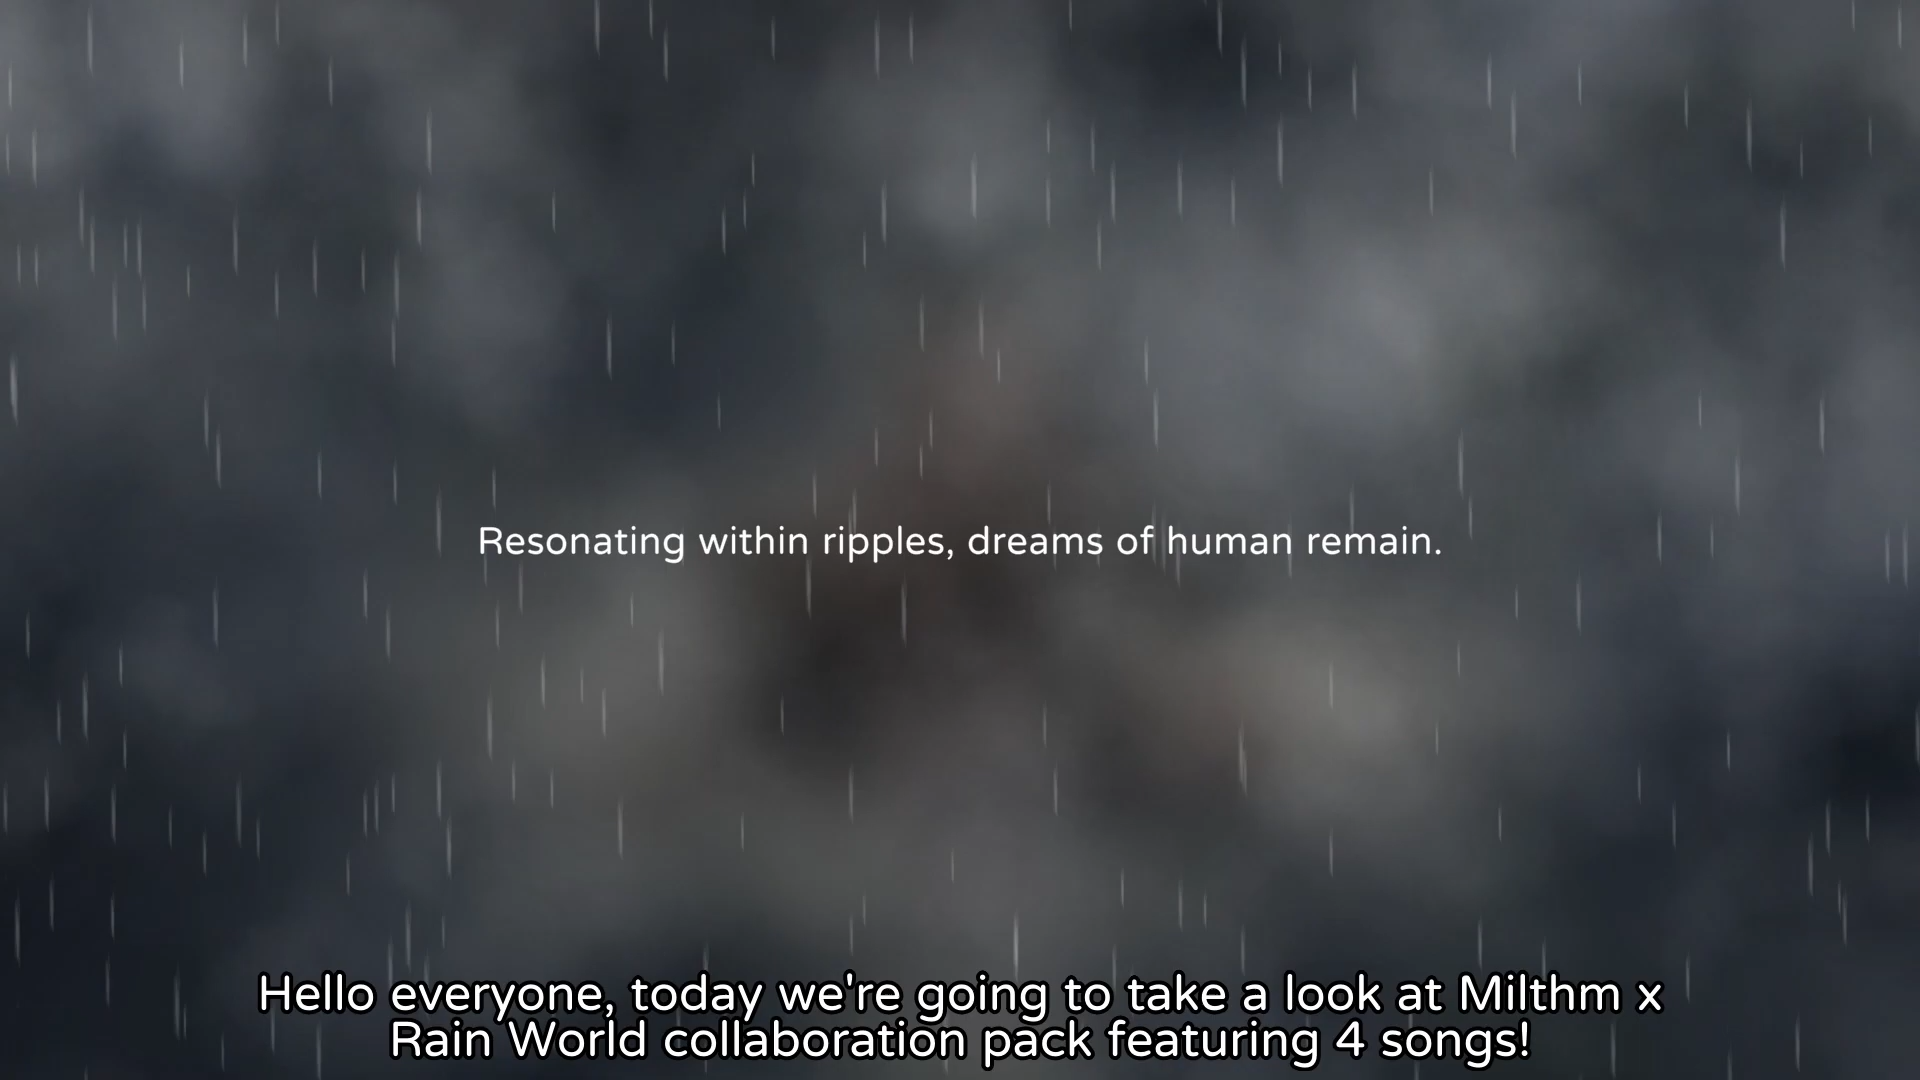 Resonating within ripples, dreams of human remain.
Hello everyone, today we're going to take a look at Milthm x
Rain World collaboration pack featuring 4 songs!